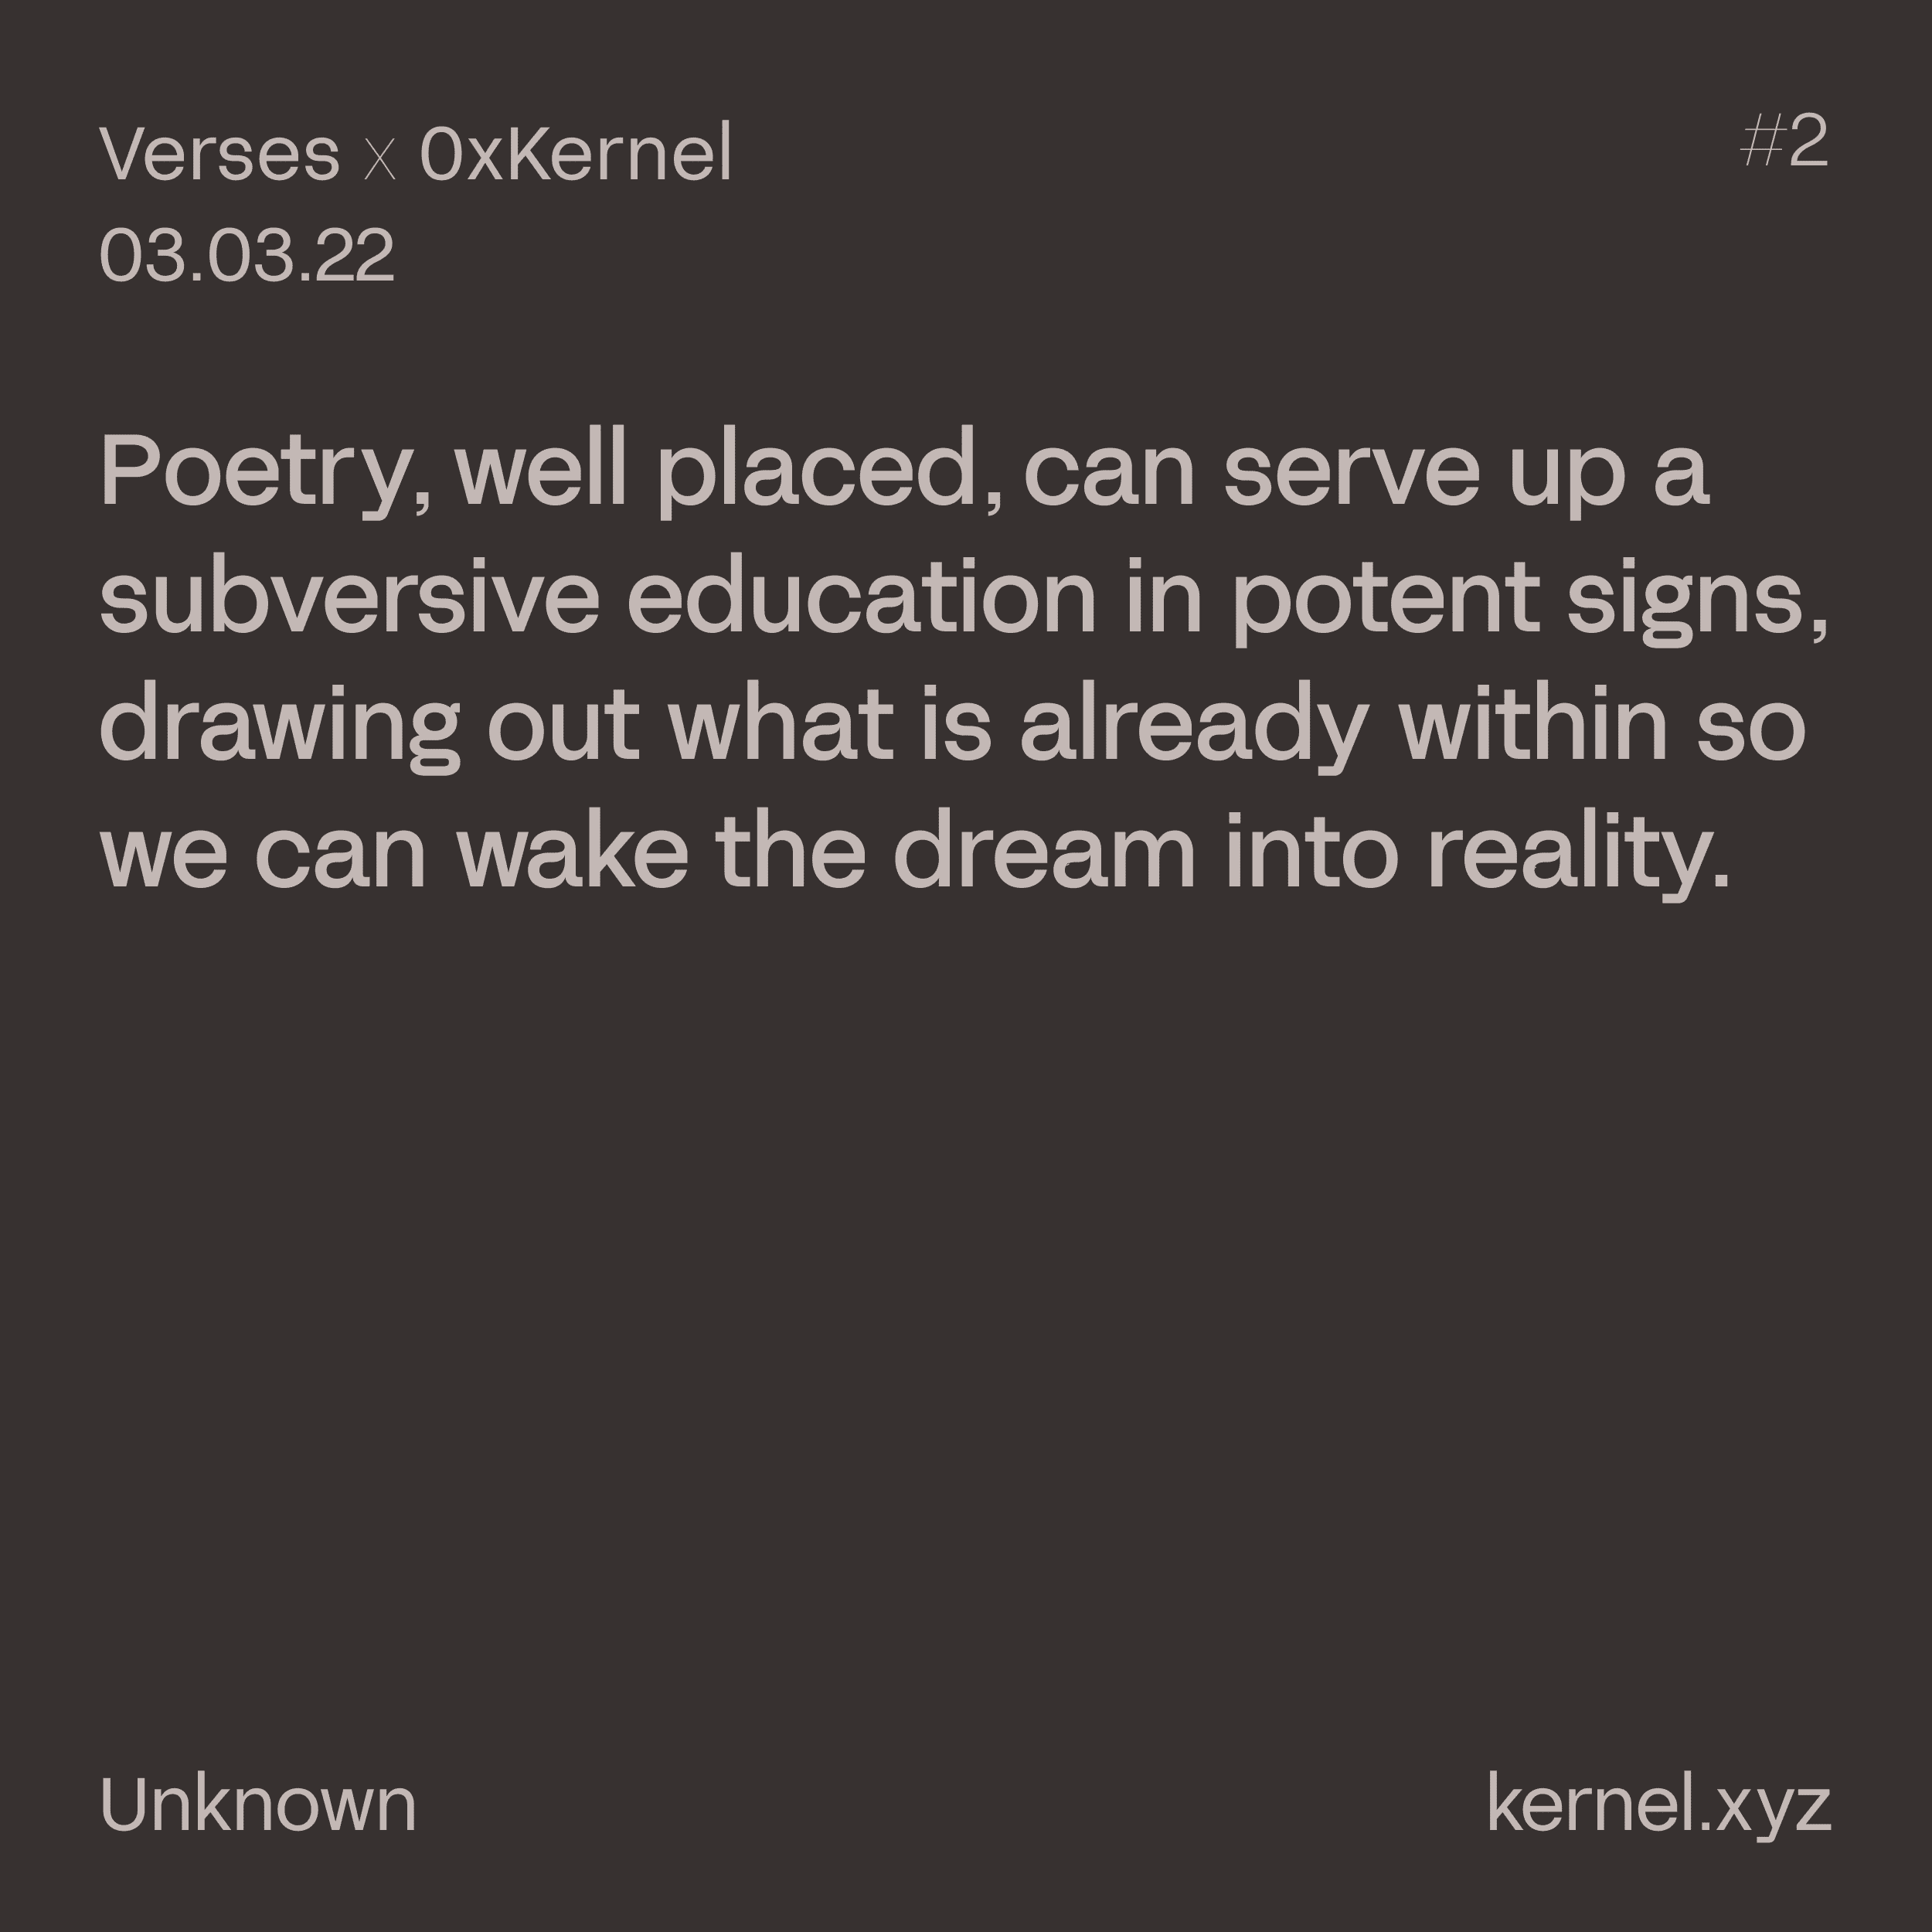 Verses x 0xKernel
#2
03.03.22
Poetry, well placed, can serve up a
subversive education in potent signs,
drawing out what is already within so
we can wake the dream into reality.
Unknown
kernel.xyz